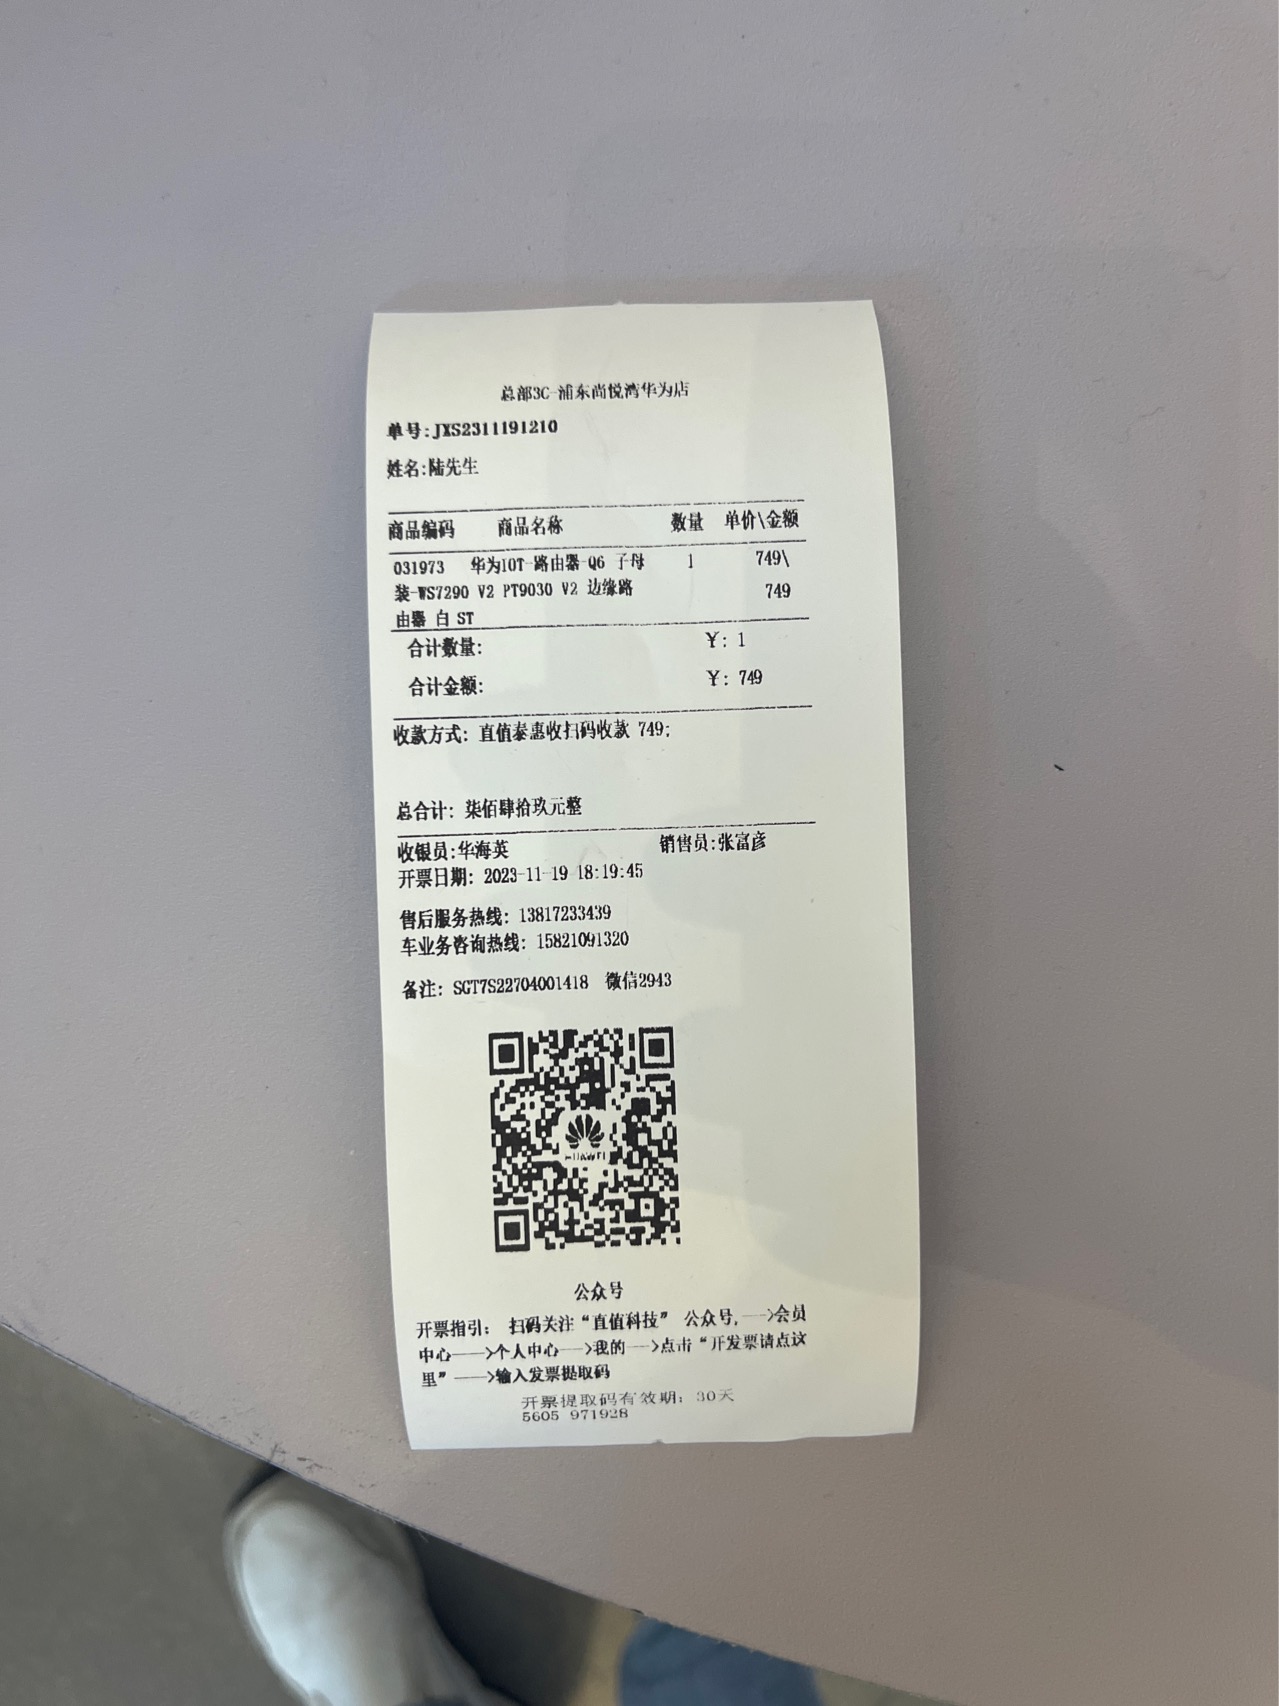 总部3C-浦东尚悦湾华为店
单号:JXS2311191210
姓名:陆先生
商品编码 商品名称 数量 单价\金额
031973 华为IOT-路由器-Q6 子母 1 749\
装-WS7290 V2 PT9030 V2 边缘路 749
由器 白 ST
合计数量: ¥: 1
合计金额: ¥: 749
收款方式: 直值泰惠收扫码收款 749;
总合计: 柒佰肆拾玖元整
收银员:华海英 销售员:张富彦
开票日期: 2023-11-19 18:19:45
售后服务热线: 13817233439
车业务咨询热线: 15821091320
备注: SGT7S22704001418 微信2943
HUAWEI
公众号
开票指引: 扫码关注“直值科技” 公众号,—->会员
中心——>个人中心—->我的—->点击“开发票请点这
里”——>输入发票提取码
开票提取码有效期: 30天
5605 971928